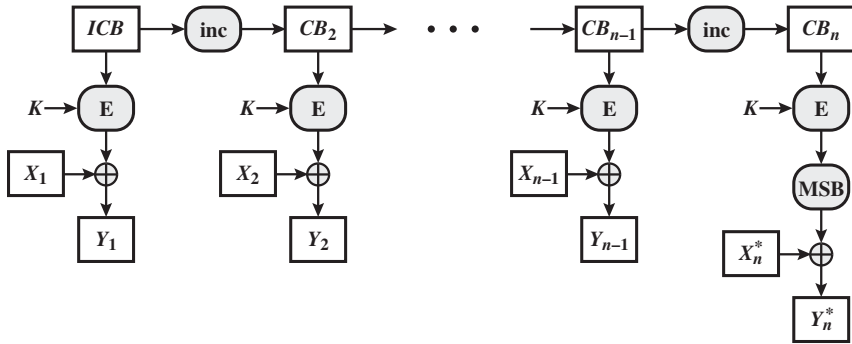 ICB inc CB₂ • • • CBₙ₋₁ inc CBₙ
K E K E K E K E
X₁ X₂ Xₙ₋₁ MSB
Y₁ Y₂ Yₙ₋₁ Xₙ*
Yₙ*